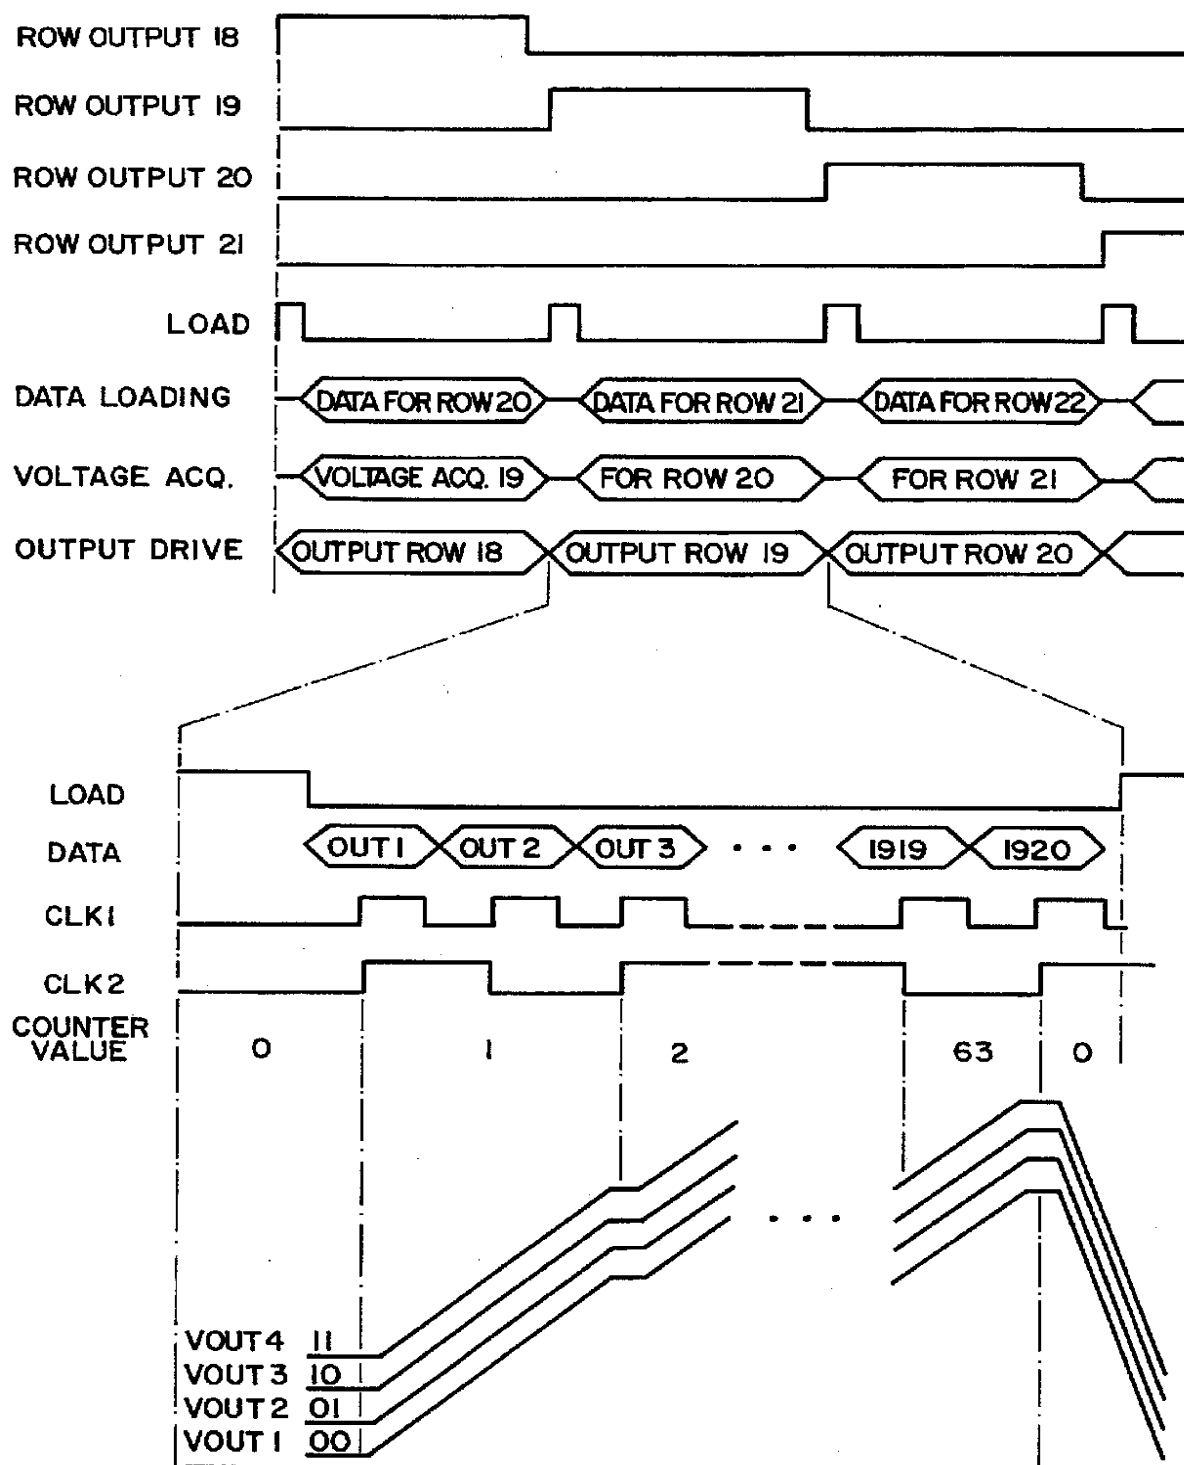 ROW OUTPUT 18
ROW OUTPUT 19
ROW OUTPUT 20
ROW OUTPUT 21
LOAD
DATA LOADING DATA FOR ROW 20 DATA FOR ROW 21 DATA FOR ROW 22
VOLTAGE ACQ. VOLTAGE ACQ. 19 FOR ROW 20 FOR ROW 21
OUTPUT DRIVE OUTPUT ROW 18 OUTPUT ROW 19 OUTPUT ROW 20
LOAD
DATA OUT 1 OUT 2 OUT 3 • • • 1919 1920
CLK1
CLK2
COUNTER
VALUE 0 1 2 63 0
• • •
VOUT 4 11
VOUT 3 10
VOUT 2 01
VOUT 1 00